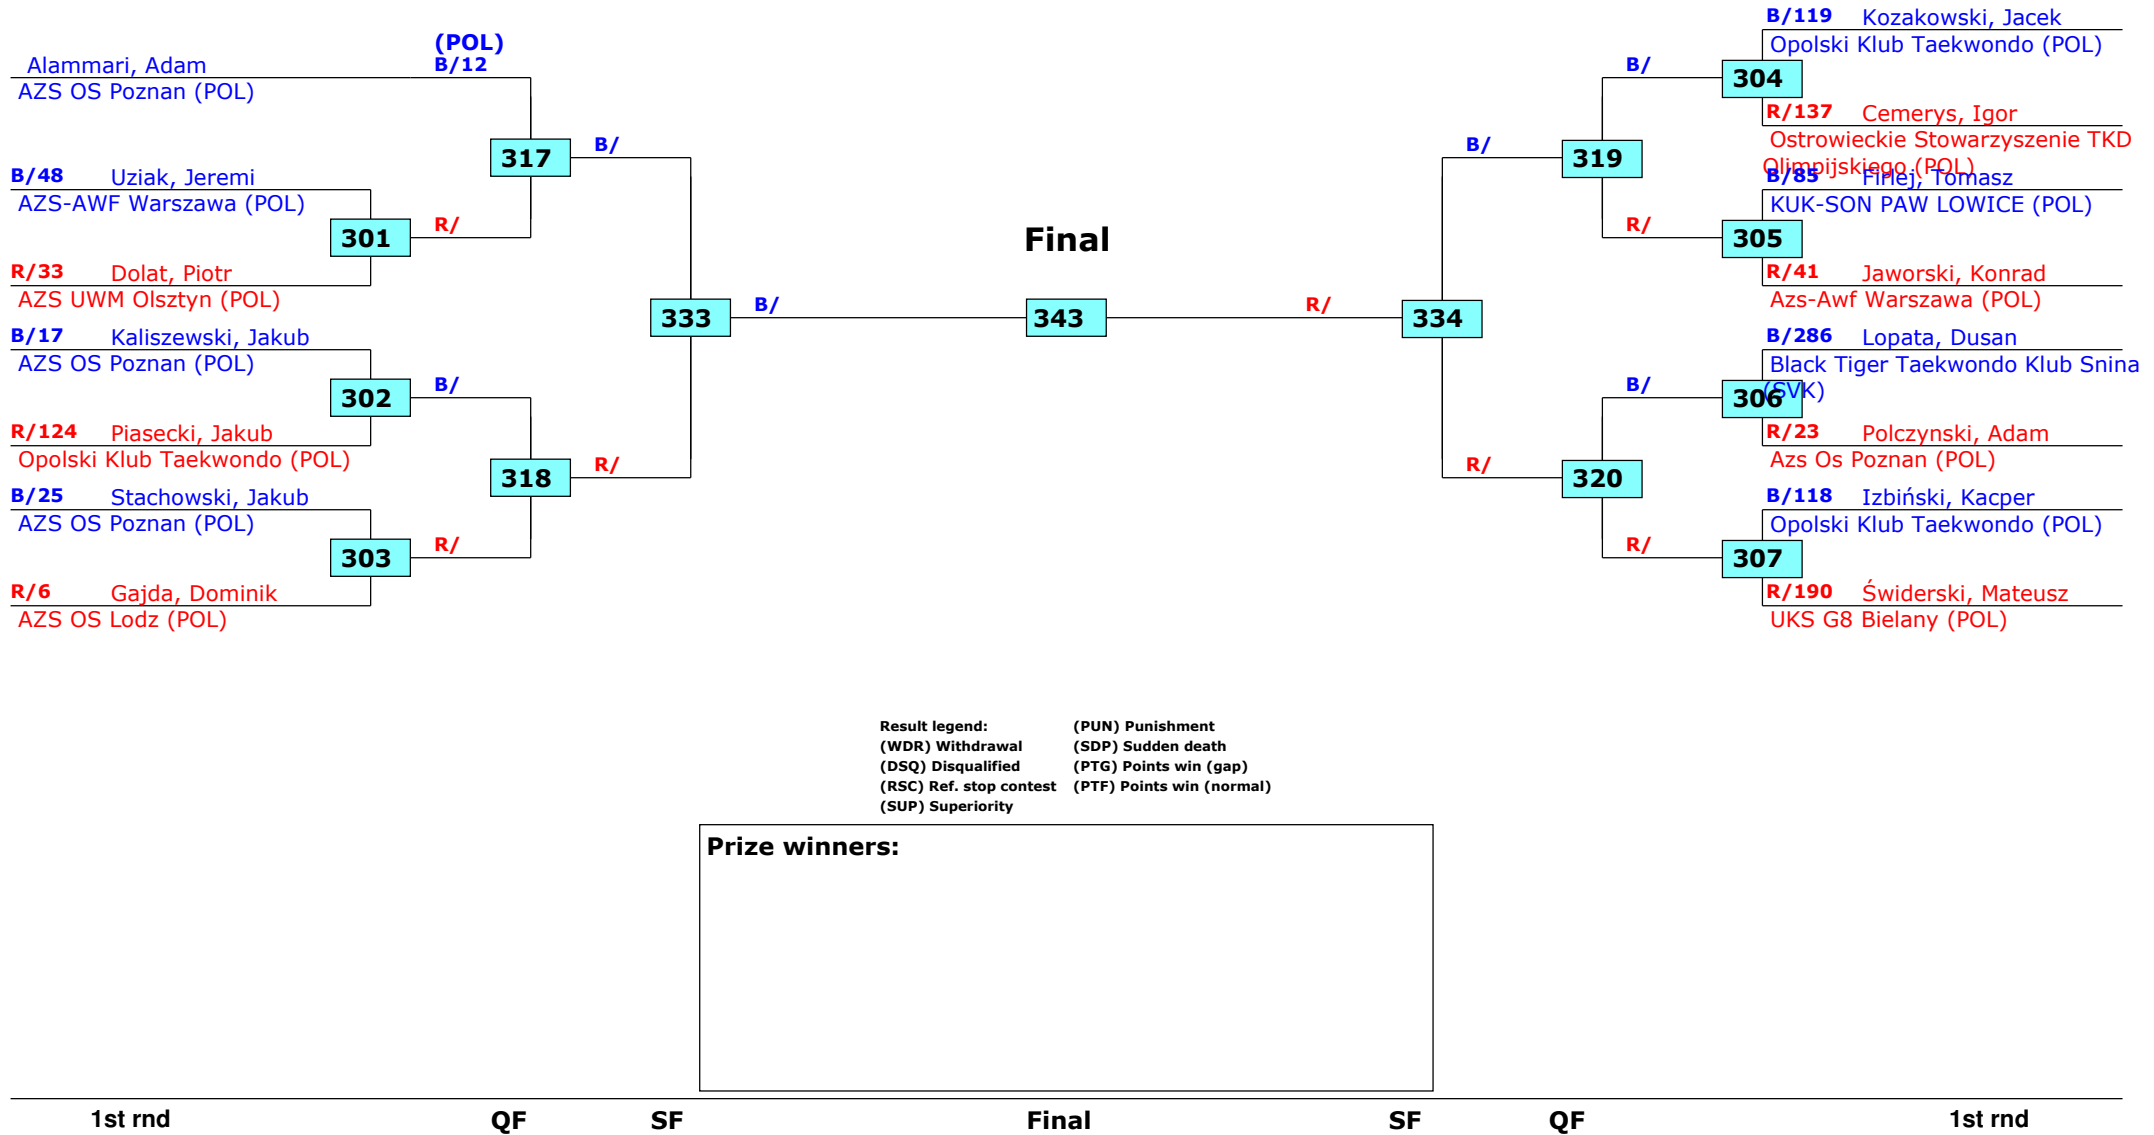 (POL)
Alammari, Adam B/12
AZS OS Poznan (POL)
317
B/
B/48 Uziak, Jeremi
AZS-AWF Warszawa (POL)
301
R/
R/33 Dolat, Piotr
AZS UWM Olsztyn (POL)
333
B/
B/17 Kaliszewski, Jakub
AZS OS Poznan (POL)
302
B/
R/124 Piasecki, Jakub
Opolski Klub Taekwondo (POL)
318
R/
B/25 Stachowski, Jakub
AZS OS Poznan (POL)
303
R/
R/6 Gajda, Dominik
AZS OS Lodz (POL)
Final
343
B/119 Kozakowski, Jacek
Opolski Klub Taekwondo (POL)
B/
304
R/137 Cemerys, Igor
Ostrowieckie Stowarzyszenie TKD
Olimpijskiego (POL)
B/
319
B/85 Firlej, Tomasz
KUK-SON PAW LOWICE (POL)
R/
305
R/41 Jaworski, Konrad
Azs-Awf Warszawa (POL)
R/
334
B/286 Lopata, Dusan
Black Tiger Taekwondo Klub Snina
(SVK)
B/
306
R/23 Polczynski, Adam
Azs Os Poznan (POL)
R/
320
B/118 Izbiński, Kacper
Opolski Klub Taekwondo (POL)
R/
307
R/190 Świderski, Mateusz
UKS G8 Bielany (POL)
Result legend: (PUN) Punishment
(WDR) Withdrawal (SDP) Sudden death
(DSQ) Disqualified (PTG) Points win (gap)
(RSC) Ref. stop contest (PTF) Points win (normal)
(SUP) Superiority
Prize winners:
1st rnd QF SF Final SF QF 1st rnd